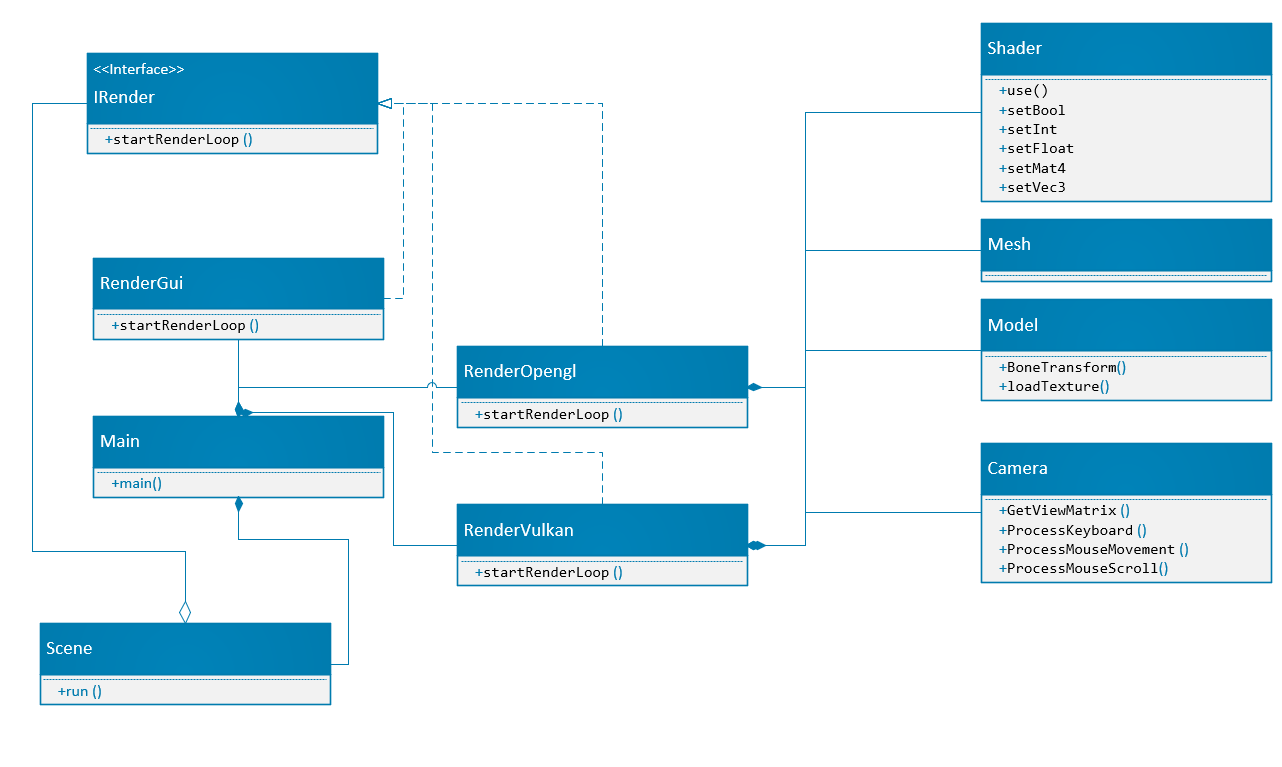 <<Interface>>
IRender
+startRenderLoop ()
RenderGui
+startRenderLoop ()
Main
+main()
Scene
+run ()
RenderOpengl
+startRenderLoop ()
RenderVulkan
+startRenderLoop ()
Shader
+use()
+setBool
+setInt
+setFloat
+setMat4
+setVec3
Mesh
Model
+BoneTransform()
+loadTexture()
Camera
+GetViewMatrix ()
+ProcessKeyboard ()
+ProcessMouseMovement ()
+ProcessMouseScroll()